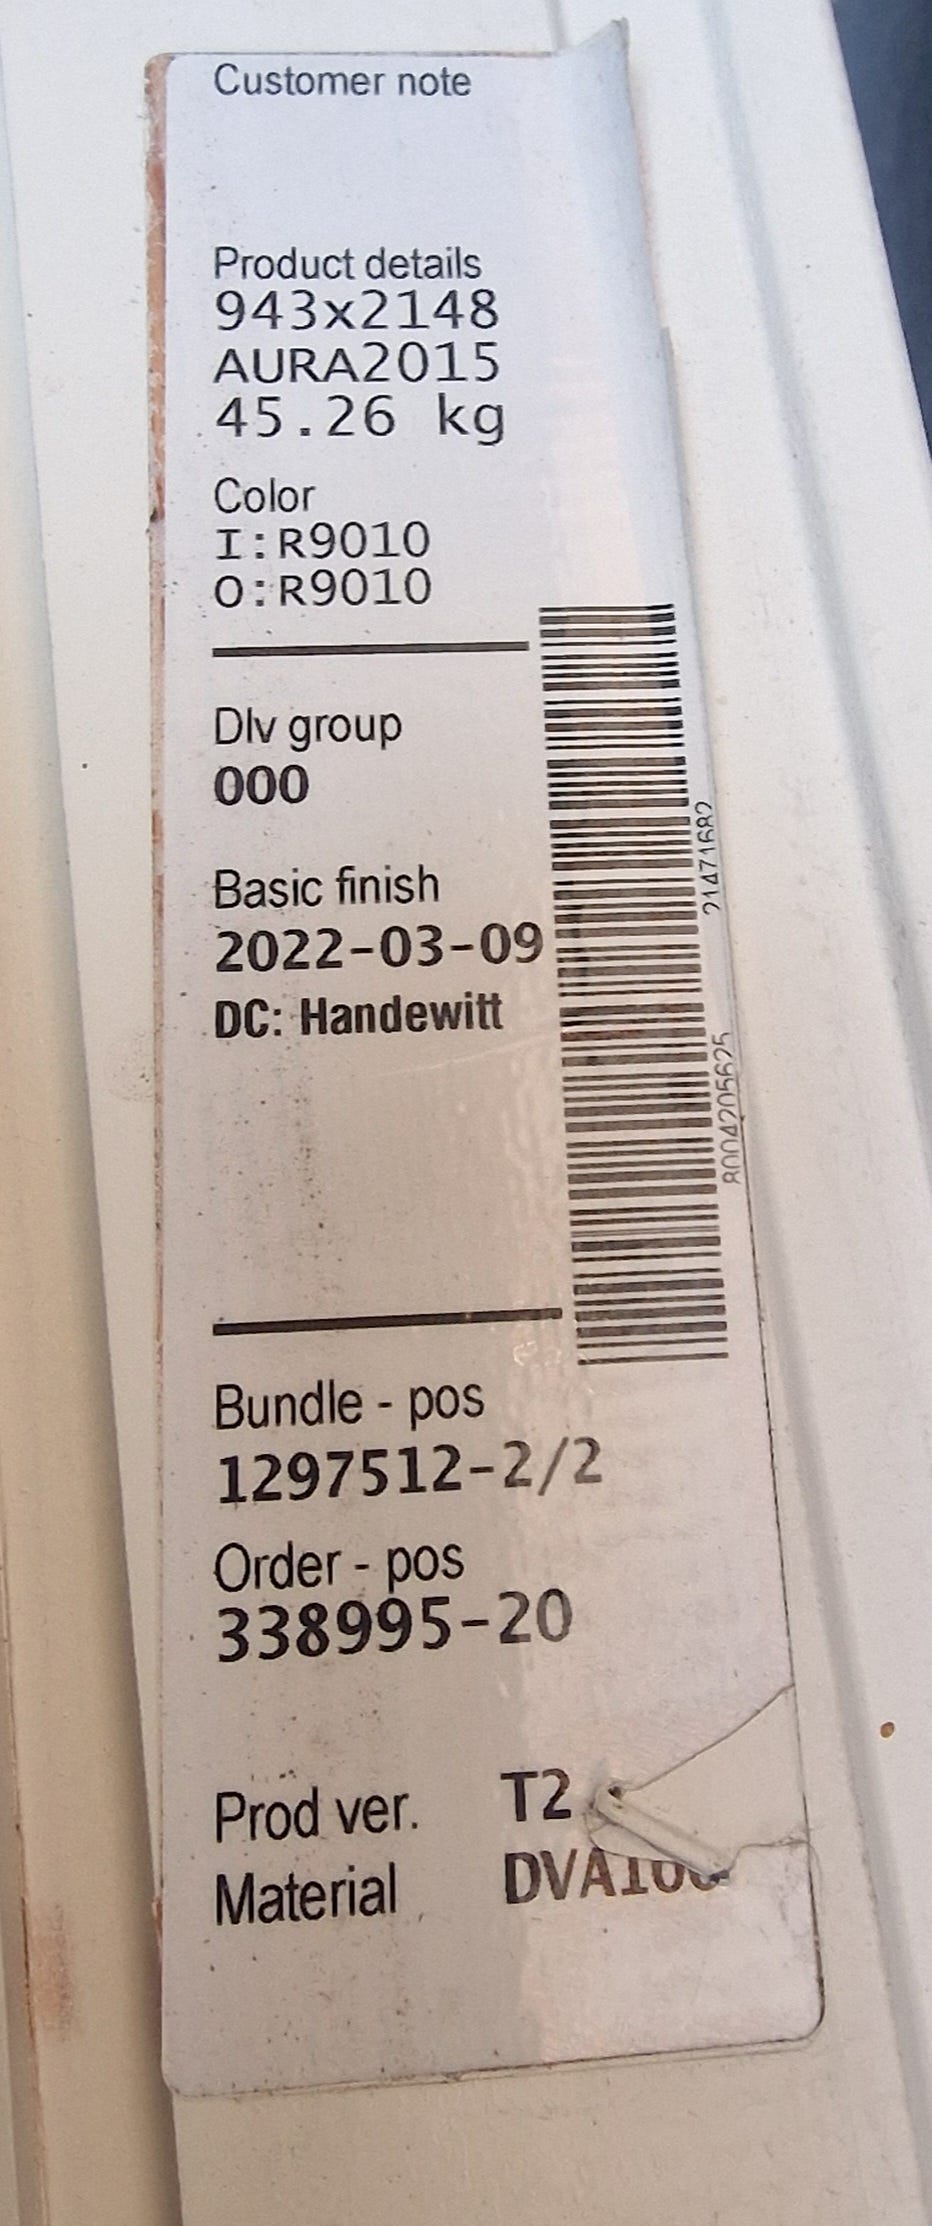 Customer note
Product details
943x2148
AURA2015
45.26 kg
Color
I:R9010
O:R9010
Dlv group
000
Basic finish
2022-03-09
DC: Handewitt
21471682
8004205625
Bundle - pos
1297512-2/2
Order - pos
338995-20
Prod ver. T2
Material